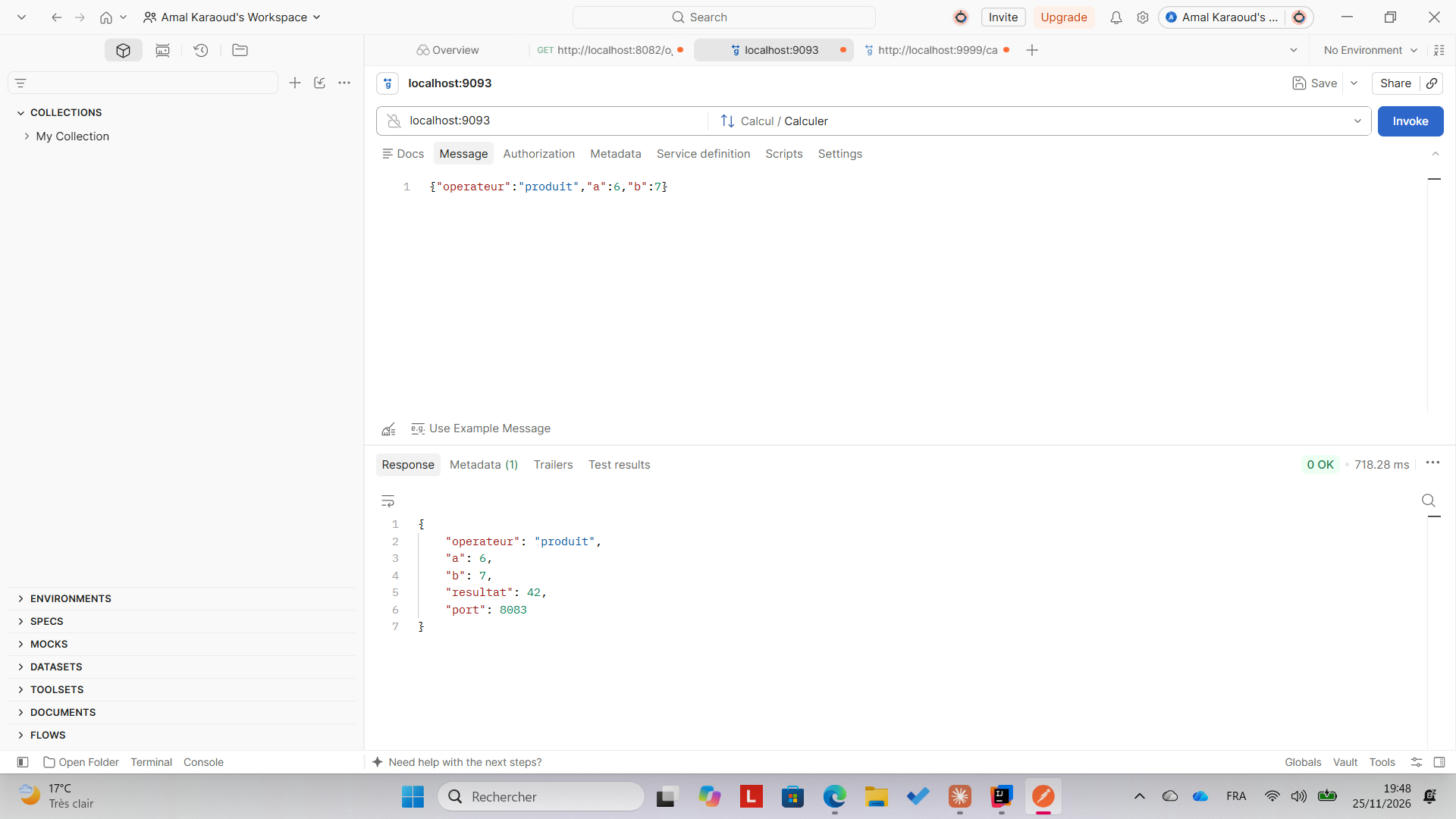 Amal Karaoud's Workspace
Search
Invite
Upgrade
Amal Karaoud's ...
Overview
GET http://localhost:8082/o
localhost:9093
http://localhost:9999/ca
No Environment
localhost:9093
Save
Share
COLLECTIONS
My Collection
localhost:9093
Calcul / Calculer
Invoke
Docs
Message
Authorization
Metadata
Service definition
Scripts
Settings
1 {"operateur":"produit","a":6,"b":7}
e.g. Use Example Message
Response
Metadata (1)
Trailers
Test results
0 OK
718.28 ms
1 {
2 "operateur": "produit",
3 "a": 6,
4 "b": 7,
5 "resultat": 42,
6 "port": 8083
7 }
ENVIRONMENTS
SPECS
MOCKS
DATASETS
TOOLSETS
DOCUMENTS
FLOWS
Open Folder
Terminal
Console
Need help with the next steps?
Globals
Vault
Tools
17°C
Très clair
Rechercher
L
IJ
FRA
19:48
25/11/2026